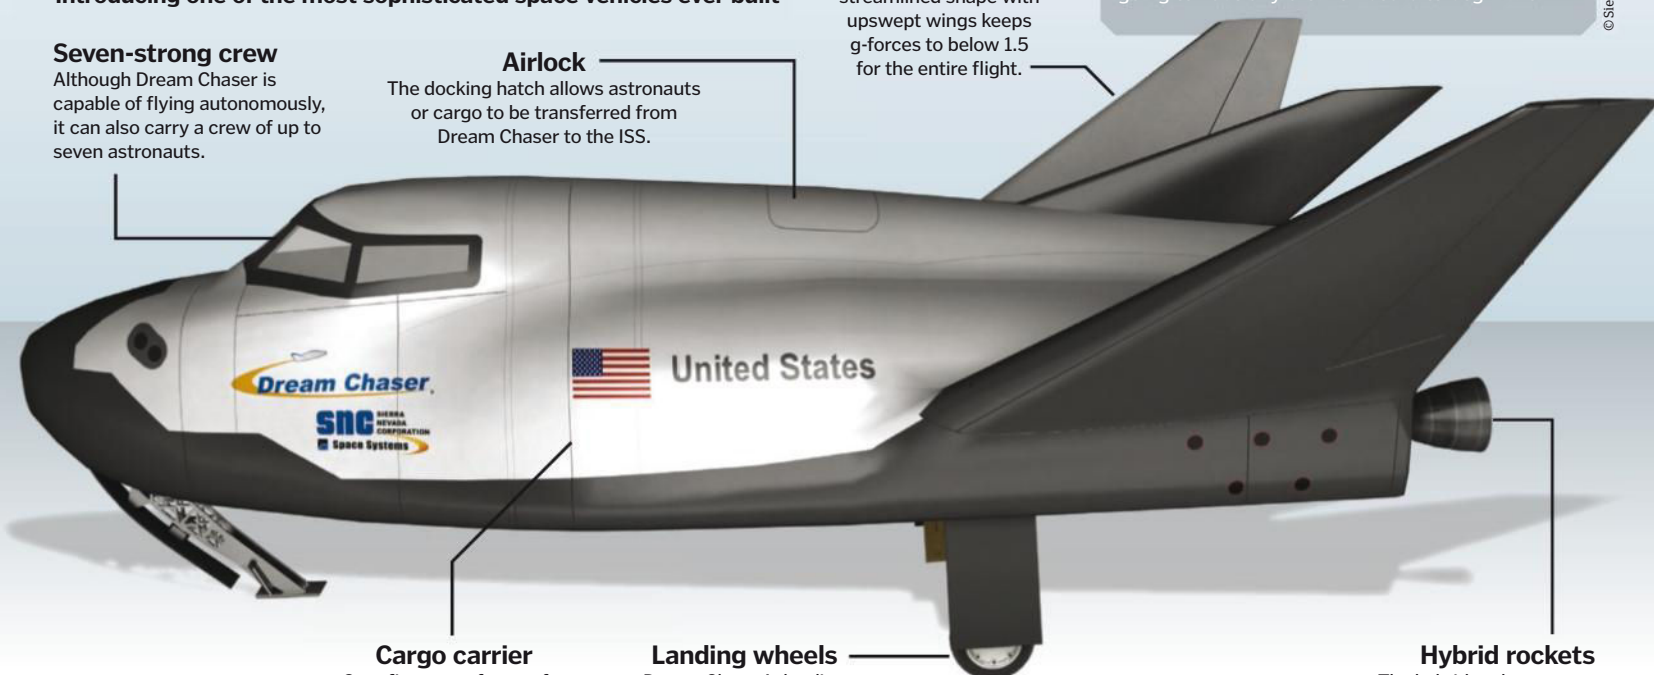 introducing one of the most sophisticated space vehicles ever built
Seven-strong crew
Although Dream Chaser is
capable of flying autonomously,
it can also carry a crew of up to
seven astronauts.
Airlock
The docking hatch allows astronauts
or cargo to be transferred from
Dream Chaser to the ISS.
streamlined shape with
upswept wings keeps
g-forces to below 1.5
for the entire flight.
© Sie
Dream Chaser
SNC SIERRA
NEVADA
CORPORATION
Space Systems
United States
Cargo carrier
Landing wheels
Hybrid rockets